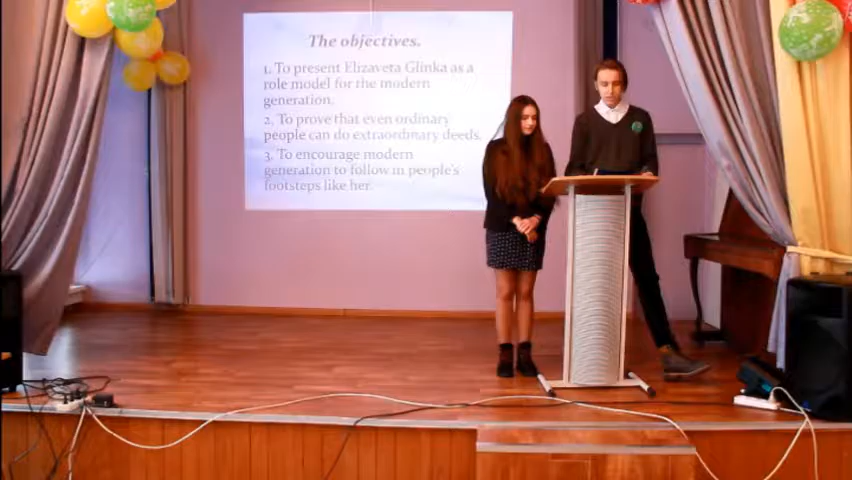 The objectives.
1. To present Elizaveta Glinka as a
role model for the modern
generation.
2. To prove that even ordinary
people can do extraordinary deeds.
3. To encourage modern
generation to follow in people's
footsteps like her.